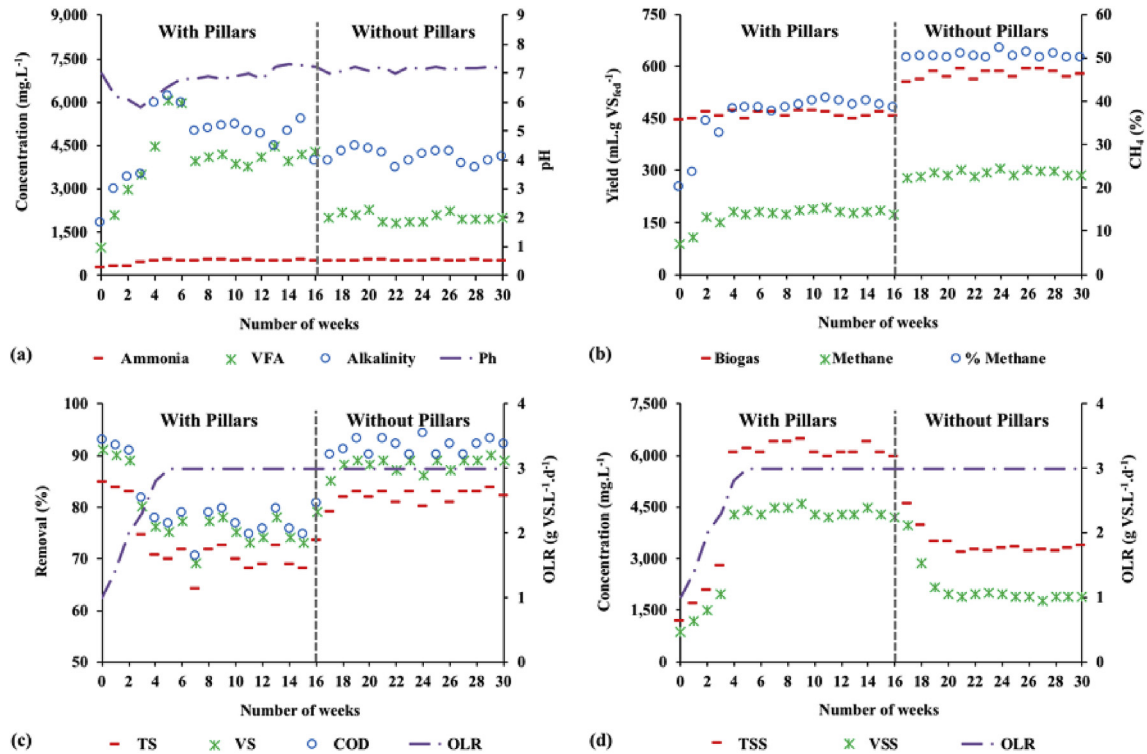 With Pillars
Without Pillars
Concentration (mg.L-1)
9,000
7,500
6,000
4,500
3,000
1,500
0
9
8
7
6
5
4
3
2
1
0
pH
0 2 4 6 8 10 12 14 16 18 20 22 24 26 28 30
Number of weeks
(a)
Ammonia VFA Alkalinity Ph
With Pillars
Without Pillars
Yield (mL.g VSfed-1)
750
600
450
300
150
0
60
50
40
30
20
10
0
CH4 (%)
0 2 4 6 8 10 12 14 16 18 20 22 24 26 28 30
Number of weeks
(b)
Biogas Methane % Methane
With Pillars
Without Pillars
Removal (%)
100
90
80
70
60
50
4
3
2
1
0
OLR (g VS.L-1.d-1)
0 2 4 6 8 10 12 14 16 18 20 22 24 26 28 30
Number of weeks
(c)
TS VS COD OLR
With Pillars
Without Pillars
Concentration (mg.L-1)
7,500
6,000
4,500
3,000
1,500
0
4
3
2
1
0
OLR (g VS.L-1.d-1)
0 2 4 6 8 10 12 14 16 18 20 22 24 26 28 30
Number of weeks
(d)
TSS VSS OLR